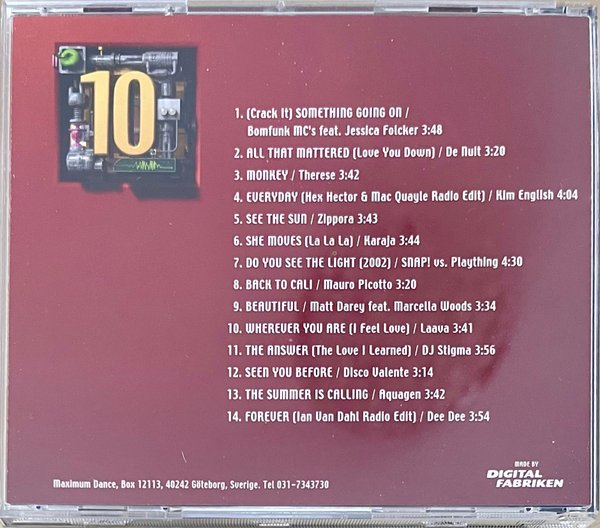 10
1. (Crack It) SOMETHING GOING ON /
Bomfunk MC's feat. Jessica Folcker 3:48
2. ALL THAT MATTERED (Love You Down) / De Nuit 3:20
3. MONKEY / Therese 3:42
4. EVERYDAY (Hex Hector & Mac Quayle Radio Edit) / Kim English 4:04
5. SEE THE SUN / Zippora 3:43
6. SHE MOVES (La La La) / Karaja 3:44
7. DO YOU SEE THE LIGHT (2002) / SNAP! vs. Plaything 4:30
8. BACK TO CALI / Mauro Picotto 3:20
9. BEAUTIFUL / Matt Darey feat. Marcella Woods 3:34
10. WHEREVER YOU ARE (I Feel Love) / Laava 3:41
11. THE ANSWER (The Love I Learned) / DJ Stigma 3:56
12. SEEN YOU BEFORE / Disco Valente 3:14
13. THE SUMMER IS CALLING / Aquagen 3:42
14. FOREVER (Ian Van Dahl Radio Edit) / Dee Dee 3:54
MADE BY
DIGITAL
FABRIKEN
Maximum Dance, Box 12113, 40242 Göteborg, Sverige. Tel 031-7343730